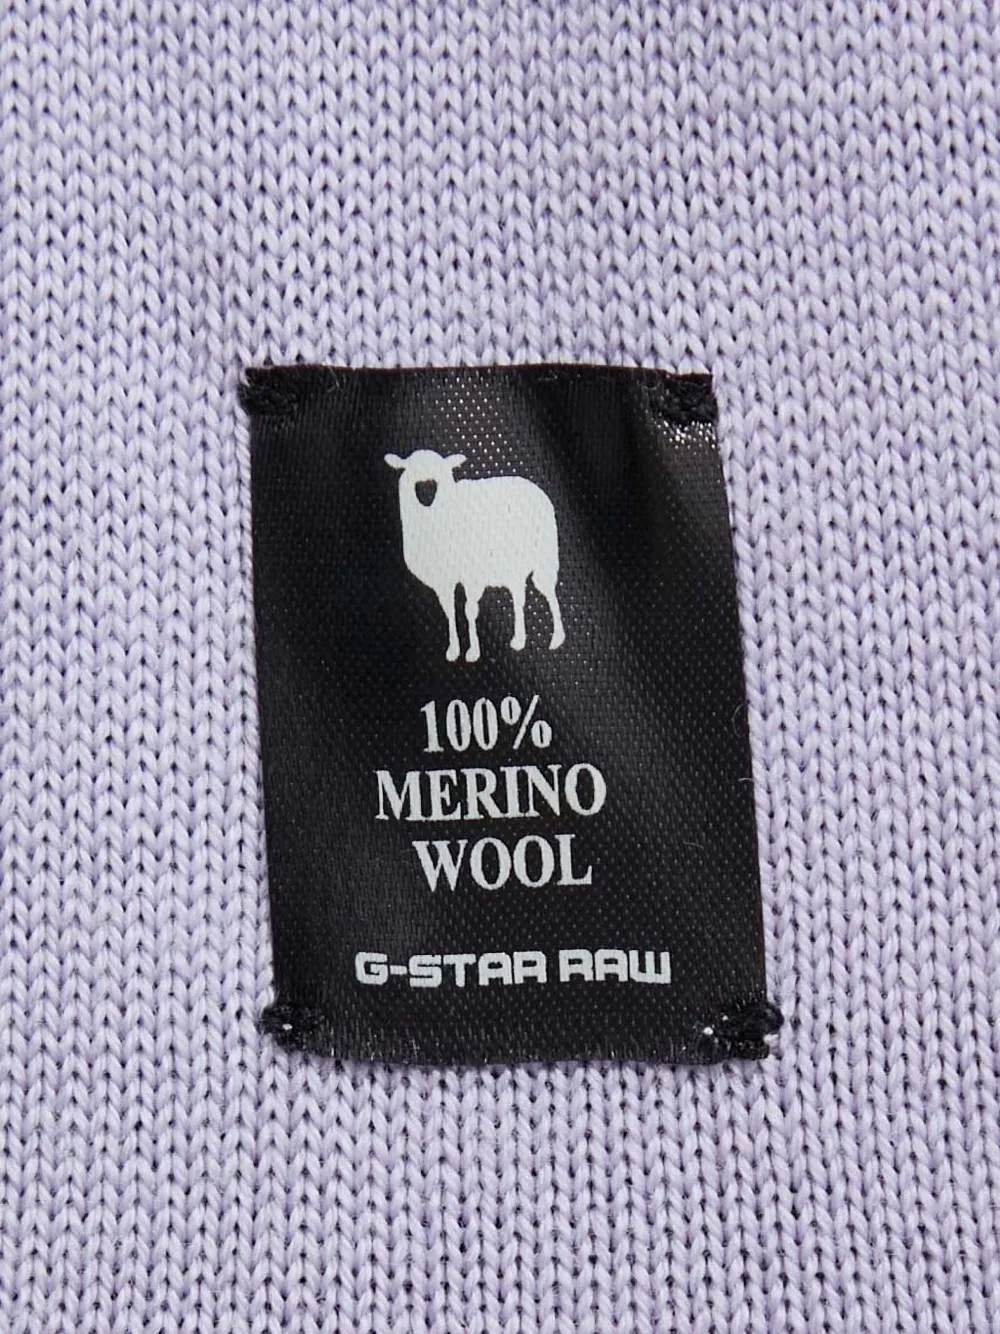 100%
MERINO
WOOL
G-STAR RAW